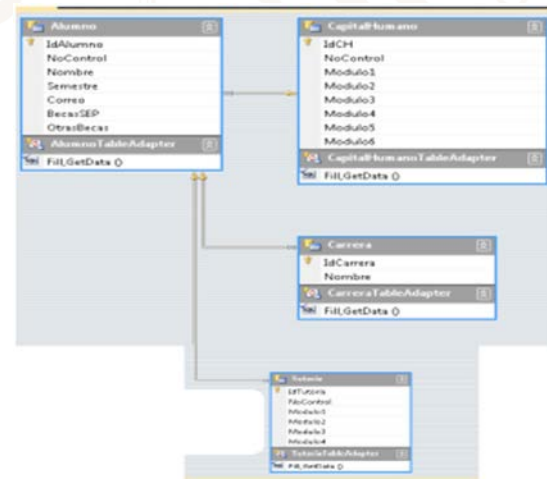 Alumno
IdAlumno
NoControl
Nombre
Semestre
Correo
BecasSEP
OtrasBecas
AlumnoTableAdapter
Fill,GetData ()
CapitalHumano
IdCH
NoControl
Modulo1
Modulo2
Modulo3
Modulo4
Modulo5
Modulo6
CapitalHumanoTableAdapter
Fill,GetData ()
Carrera
IdCarrera
Nombre
CarreraTableAdapter
Fill,GetData ()
Tutoria
IdTutoria
NoControl
Modulo1
Modulo2
Modulo3
Modulo4
TutoriaTableAdapter
Fill,GetData ()